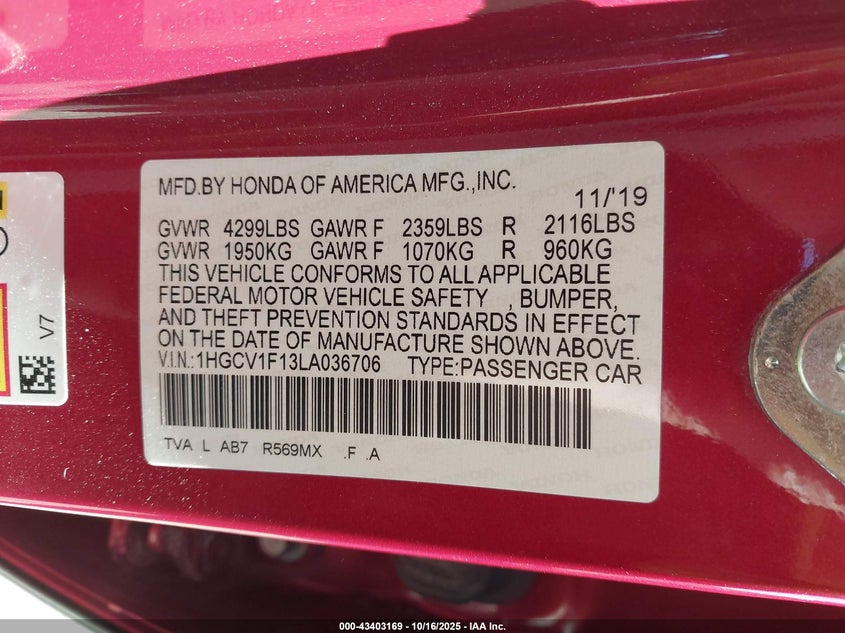 MFD.BY HONDA OF AMERICA MFG.,INC.
11/'19
GVWR 4299LBS GAWR F 2359LBS R 2116LBS
GVWR 1950KG GAWR F 1070KG R 960KG
THIS VEHICLE CONFORMS TO ALL APPLICABLE
FEDERAL MOTOR VEHICLE SAFETY , BUMPER,
AND THEFT PREVENTION STANDARDS IN EFFECT
ON THE DATE OF MANUFACTURE SHOWN ABOVE.
V.I.N.:1HGCV1F13LA036706 TYPE:PASSENGER CAR
TVA L AB7 R569MX .F .A
V7
000-43403169 - 10/16/2025 - IAA Inc.